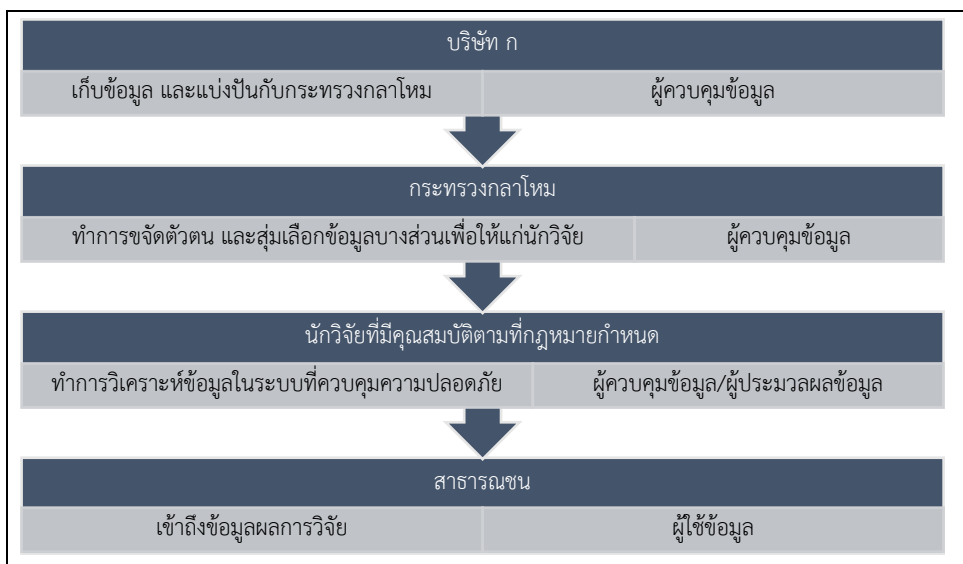 บริษัท ก
เก็บข้อมูล และแบ่งปันกับกระทรวงกลาโหม ผู้ควบคุมข้อมูล
กระทรวงกลาโหม
ทำการขจัดตัวตน และสุ่มเลือกข้อมูลบางส่วนเพื่อให้แก่นักวิจัย ผู้ควบคุมข้อมูล
นักวิจัยที่มีคุณสมบัติตามที่กฎหมายกำหนด
ทำการวิเคราะห์ข้อมูลในระบบที่ควบคุมความปลอดภัย ผู้ควบคุมข้อมูล/ผู้ประมวลผลข้อมูล
สาธารณชน
เข้าถึงข้อมูลผลการวิจัย ผู้ใช้ข้อมูล